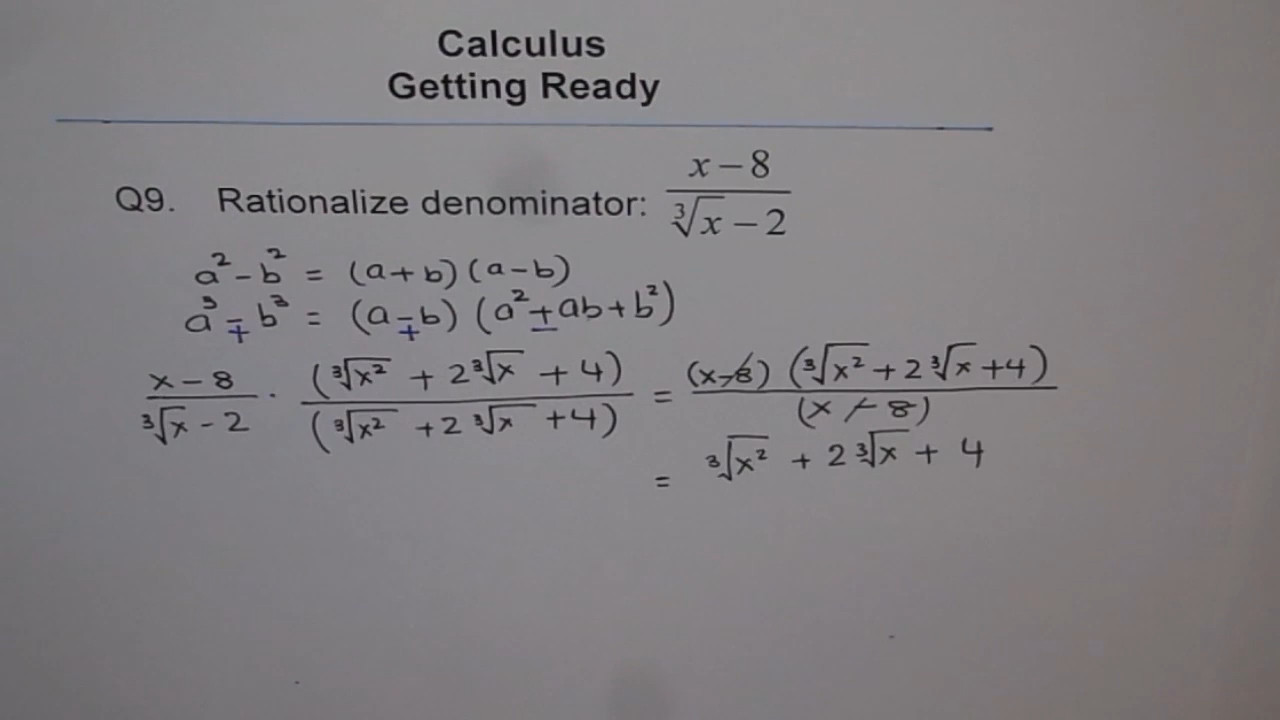 Calculus
Getting Ready
Q9. Rationalize denominator: (x − 8)/(∛x − 2)
a² − b² = (a + b)(a − b)
a³ ∓ b³ = (a ∓ b)(a² ± ab + b²)
(x − 8)/(∛x − 2) · (∛x² + 2∛x + 4)/(∛x² + 2∛x + 4) = (x − 8)(∛x² + 2∛x + 4)/(x − 8)
= ∛x² + 2∛x + 4